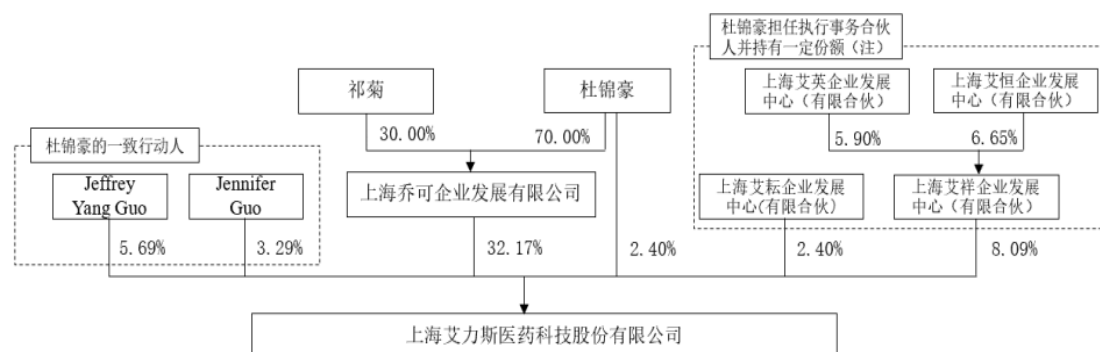 杜锦豪担任执行事务合伙
人并持有一定份额（注）
祁菊
杜锦豪
上海艾英企业发展
中心（有限合伙）
上海艾恒企业发展
中心（有限合伙）
30.00%
70.00%
5.90%
6.65%
杜锦豪的一致行动人
Jeffrey
Yang Guo
Jennifer
Guo
上海乔可企业发展有限公司
上海艾耘企业发展
中心(有限合伙)
上海艾祥企业发展
中心（有限合伙）
5.69%
3.29%
32.17%
2.40%
2.40%
8.09%
上海艾力斯医药科技股份有限公司